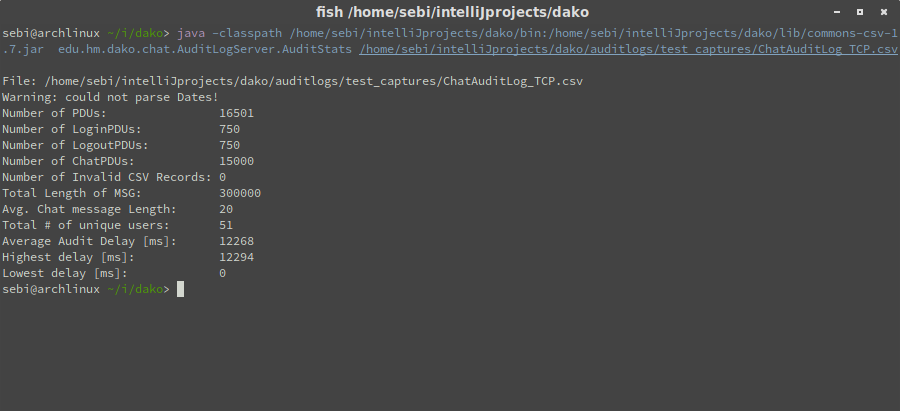 fish /home/sebi/intelliJprojects/dako
sebi@archlinux ~/i/dako> java -classpath /home/sebi/intelliJprojects/dako/bin:/home/sebi/intelliJprojects/dako/lib/commons-csv-1
.7.jar  edu.hm.dako.chat.AuditLogServer.AuditStats /home/sebi/intelliJprojects/dako/auditlogs/test_captures/ChatAuditLog_TCP.csv
File: /home/sebi/intelliJprojects/dako/auditlogs/test_captures/ChatAuditLog_TCP.csv
Warning: could not parse Dates!
Number of PDUs: 16501
Number of LoginPDUs: 750
Number of LogoutPDUs: 750
Number of ChatPDUs: 15000
Number of Invalid CSV Records: 0
Total Length of MSG: 300000
Avg. Chat message Length: 20
Total # of unique users: 51
Average Audit Delay [ms]: 12268
Highest delay [ms]: 12294
Lowest delay [ms]: 0
sebi@archlinux ~/i/dako>